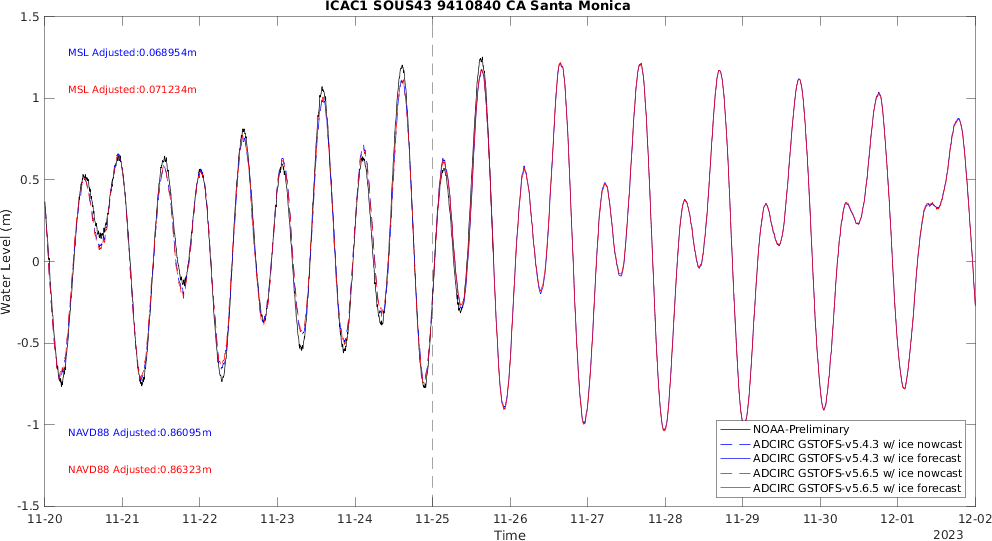 ICAC1 SOUS43 9410840 CA Santa Monica
1.5
1
0.5
0
-0.5
-1
-1.5
Water Level (m)
MSL Adjusted:0.068954m
MSL Adjusted:0.071234m
NAVD88 Adjusted:0.86095m
NAVD88 Adjusted:0.86323m
NOAA-Preliminary
ADCIRC GSTOFS-v5.4.3 w/ ice nowcast
ADCIRC GSTOFS-v5.4.3 w/ ice forecast
ADCIRC GSTOFS-v5.6.5 w/ ice nowcast
ADCIRC GSTOFS-v5.6.5 w/ ice forecast
11-20 11-21 11-22 11-23 11-24 11-25 11-26 11-27 11-28 11-29 11-30 12-01 12-02
Time
2023